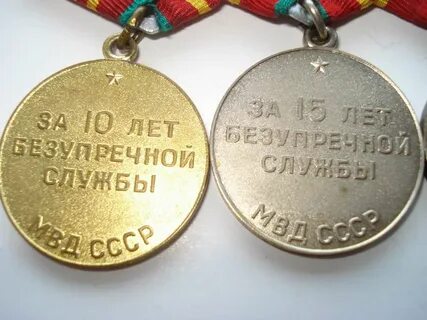 ЗА 10 ЛЕТ
БЕЗУПРЕЧНОЙ
СЛУЖБЫ
МВД СССР
ЗА 15 ЛЕТ
БЕЗУПРЕЧНОЙ
СЛУЖБЫ
МВД СССР